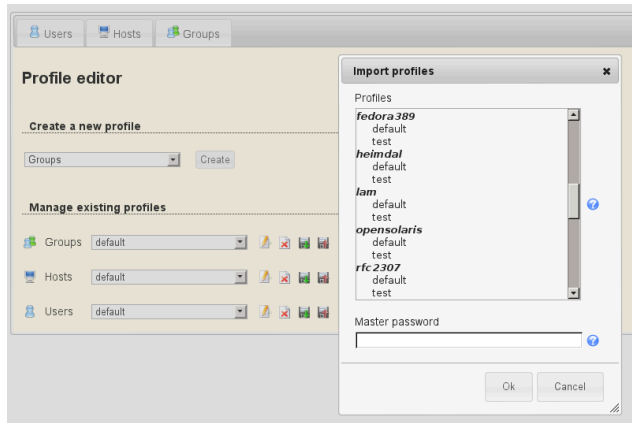 Users Hosts Groups
Profile editor
Create a new profile
Groups Create
Manage existing profiles
Groups default
Hosts default
Users default
Import profiles
Profiles
fedora389
default
test
heimdal
default
test
lam
default
test
opensolaris
default
test
rfc2307
default
test
Master password
Ok Cancel